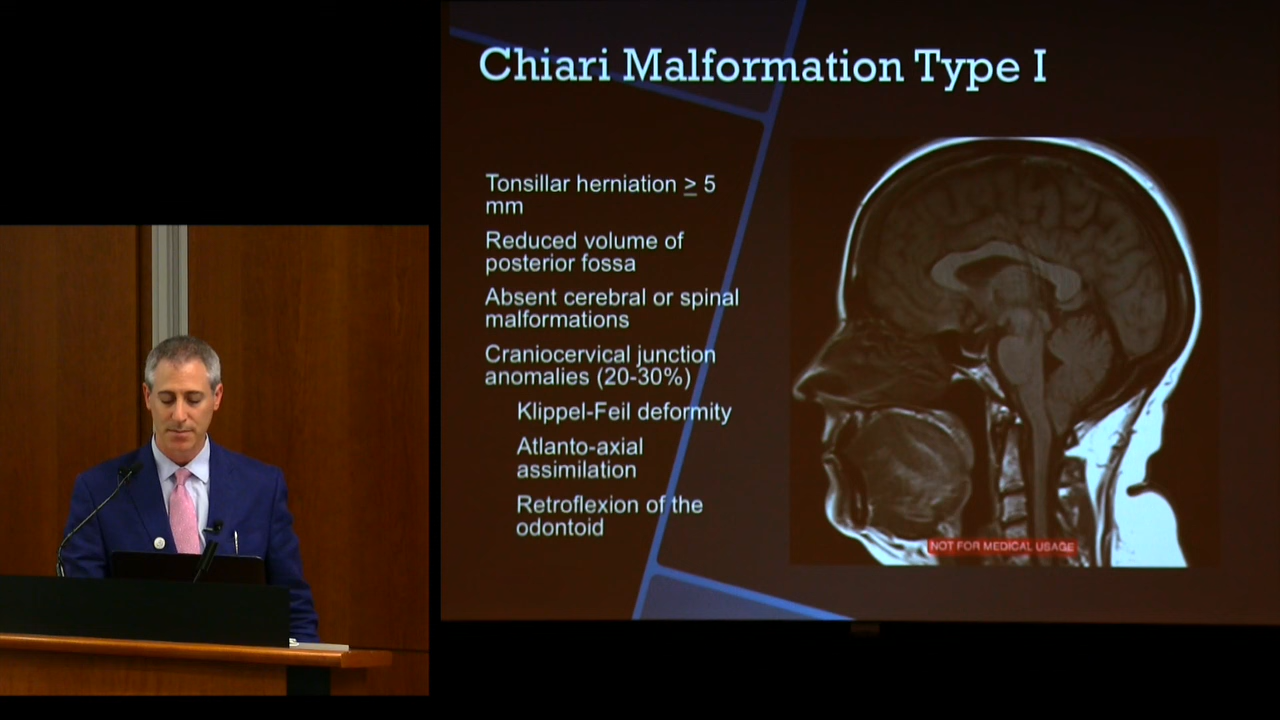 Chiari Malformation Type I
Tonsillar herniation ≥ 5
mm
Reduced volume of
posterior fossa
Absent cerebral or spinal
malformations
Craniocervical junction
anomalies (20-30%)
Klippel-Feil deformity
Atlanto-axial
assimilation
Retroflexion of the
odontoid
NOT FOR MEDICAL USAGE